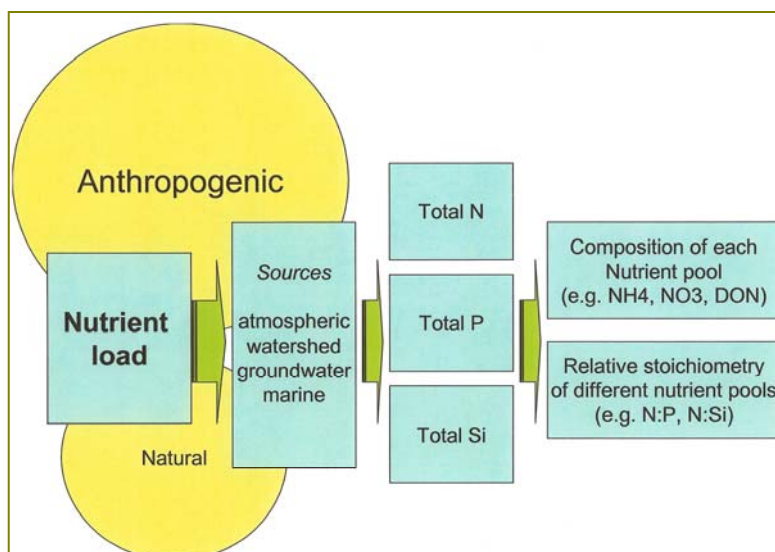 Anthropogenic
Nutrient
load
Natural
Sources
atmospheric
watershed
groundwater
marine
Total N
Total P
Total Si
Composition of each
Nutrient pool
(e.g. NH4, NO3, DON)
Relative stoichiometry
of different nutrient pools
(e.g. N:P, N:Si)